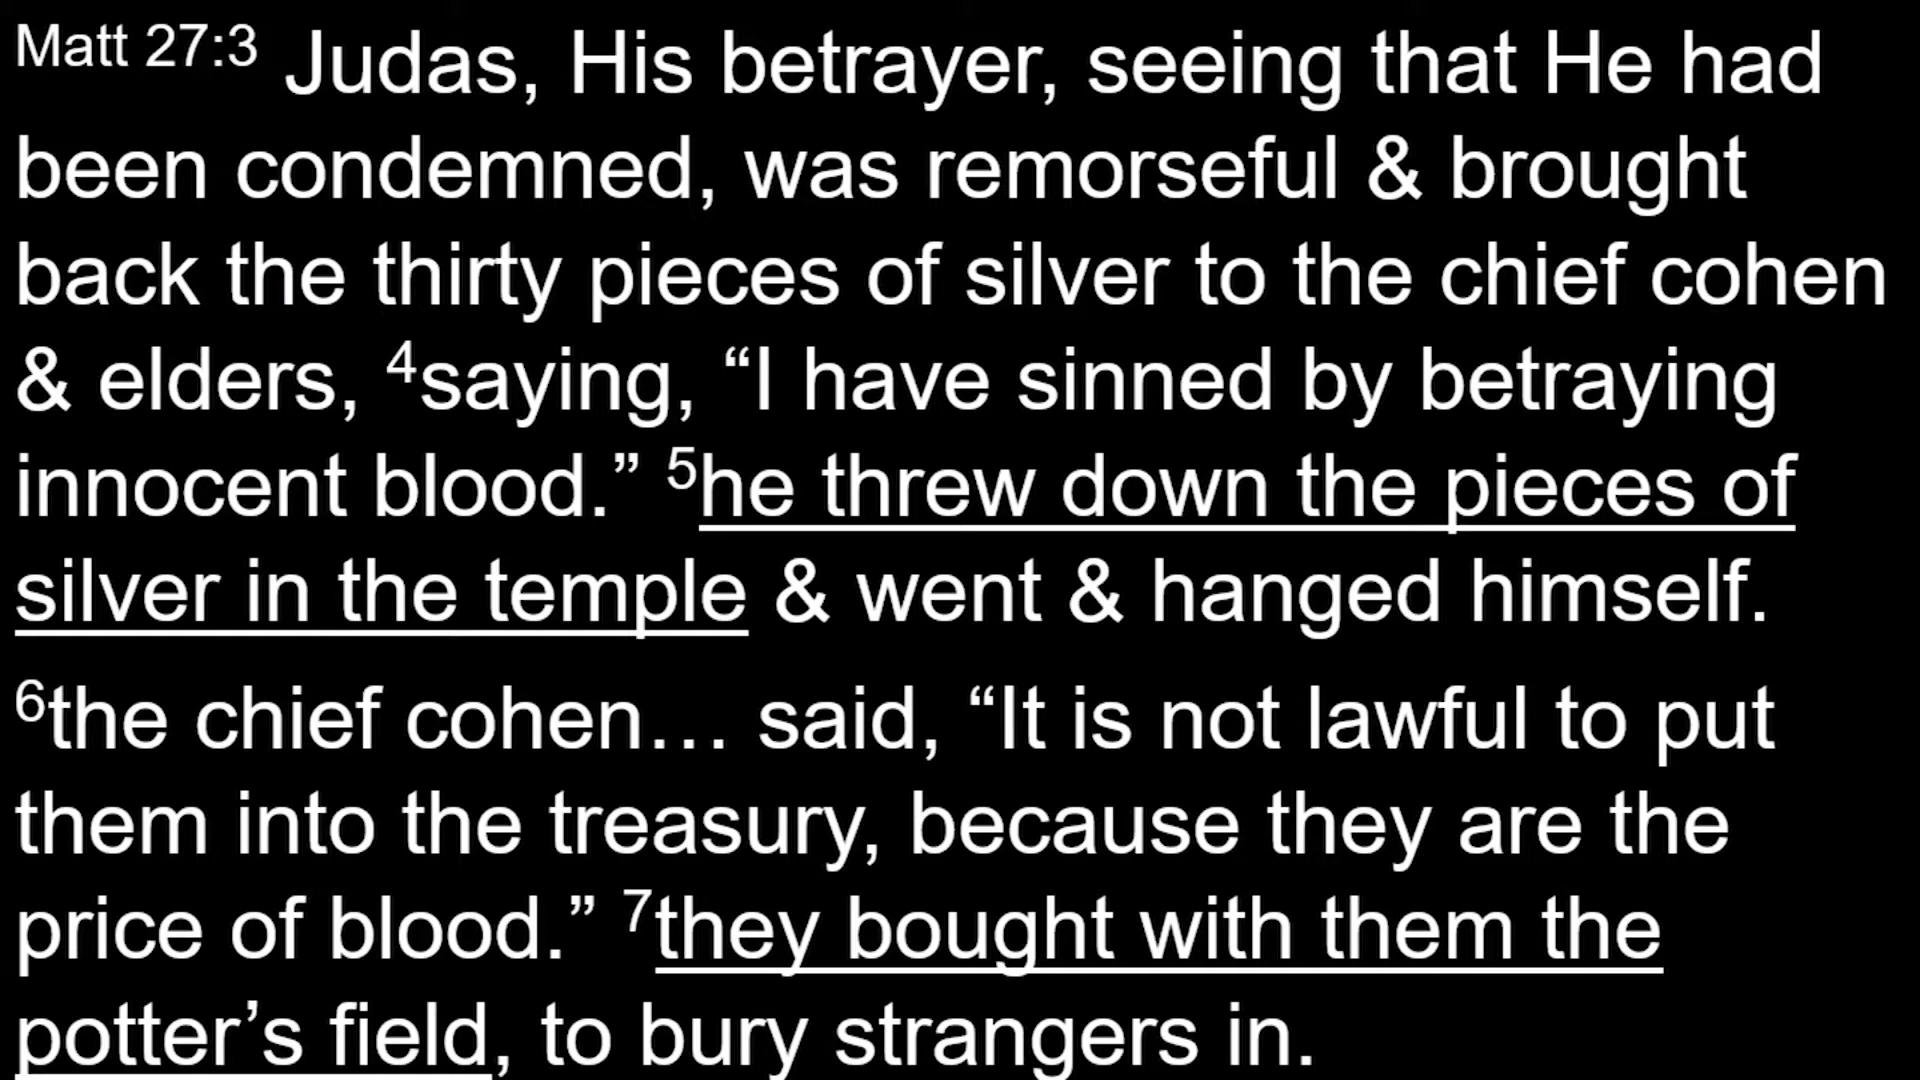 Matt 27:3 Judas, His betrayer, seeing that He had
been condemned, was remorseful & brought
back the thirty pieces of silver to the chief cohen
& elders, 4saying, “I have sinned by betraying
innocent blood.” 5he threw down the pieces of
silver in the temple & went & hanged himself.
6the chief cohen… said, “It is not lawful to put
them into the treasury, because they are the
price of blood.” 7they bought with them the
potter’s field, to bury strangers in.